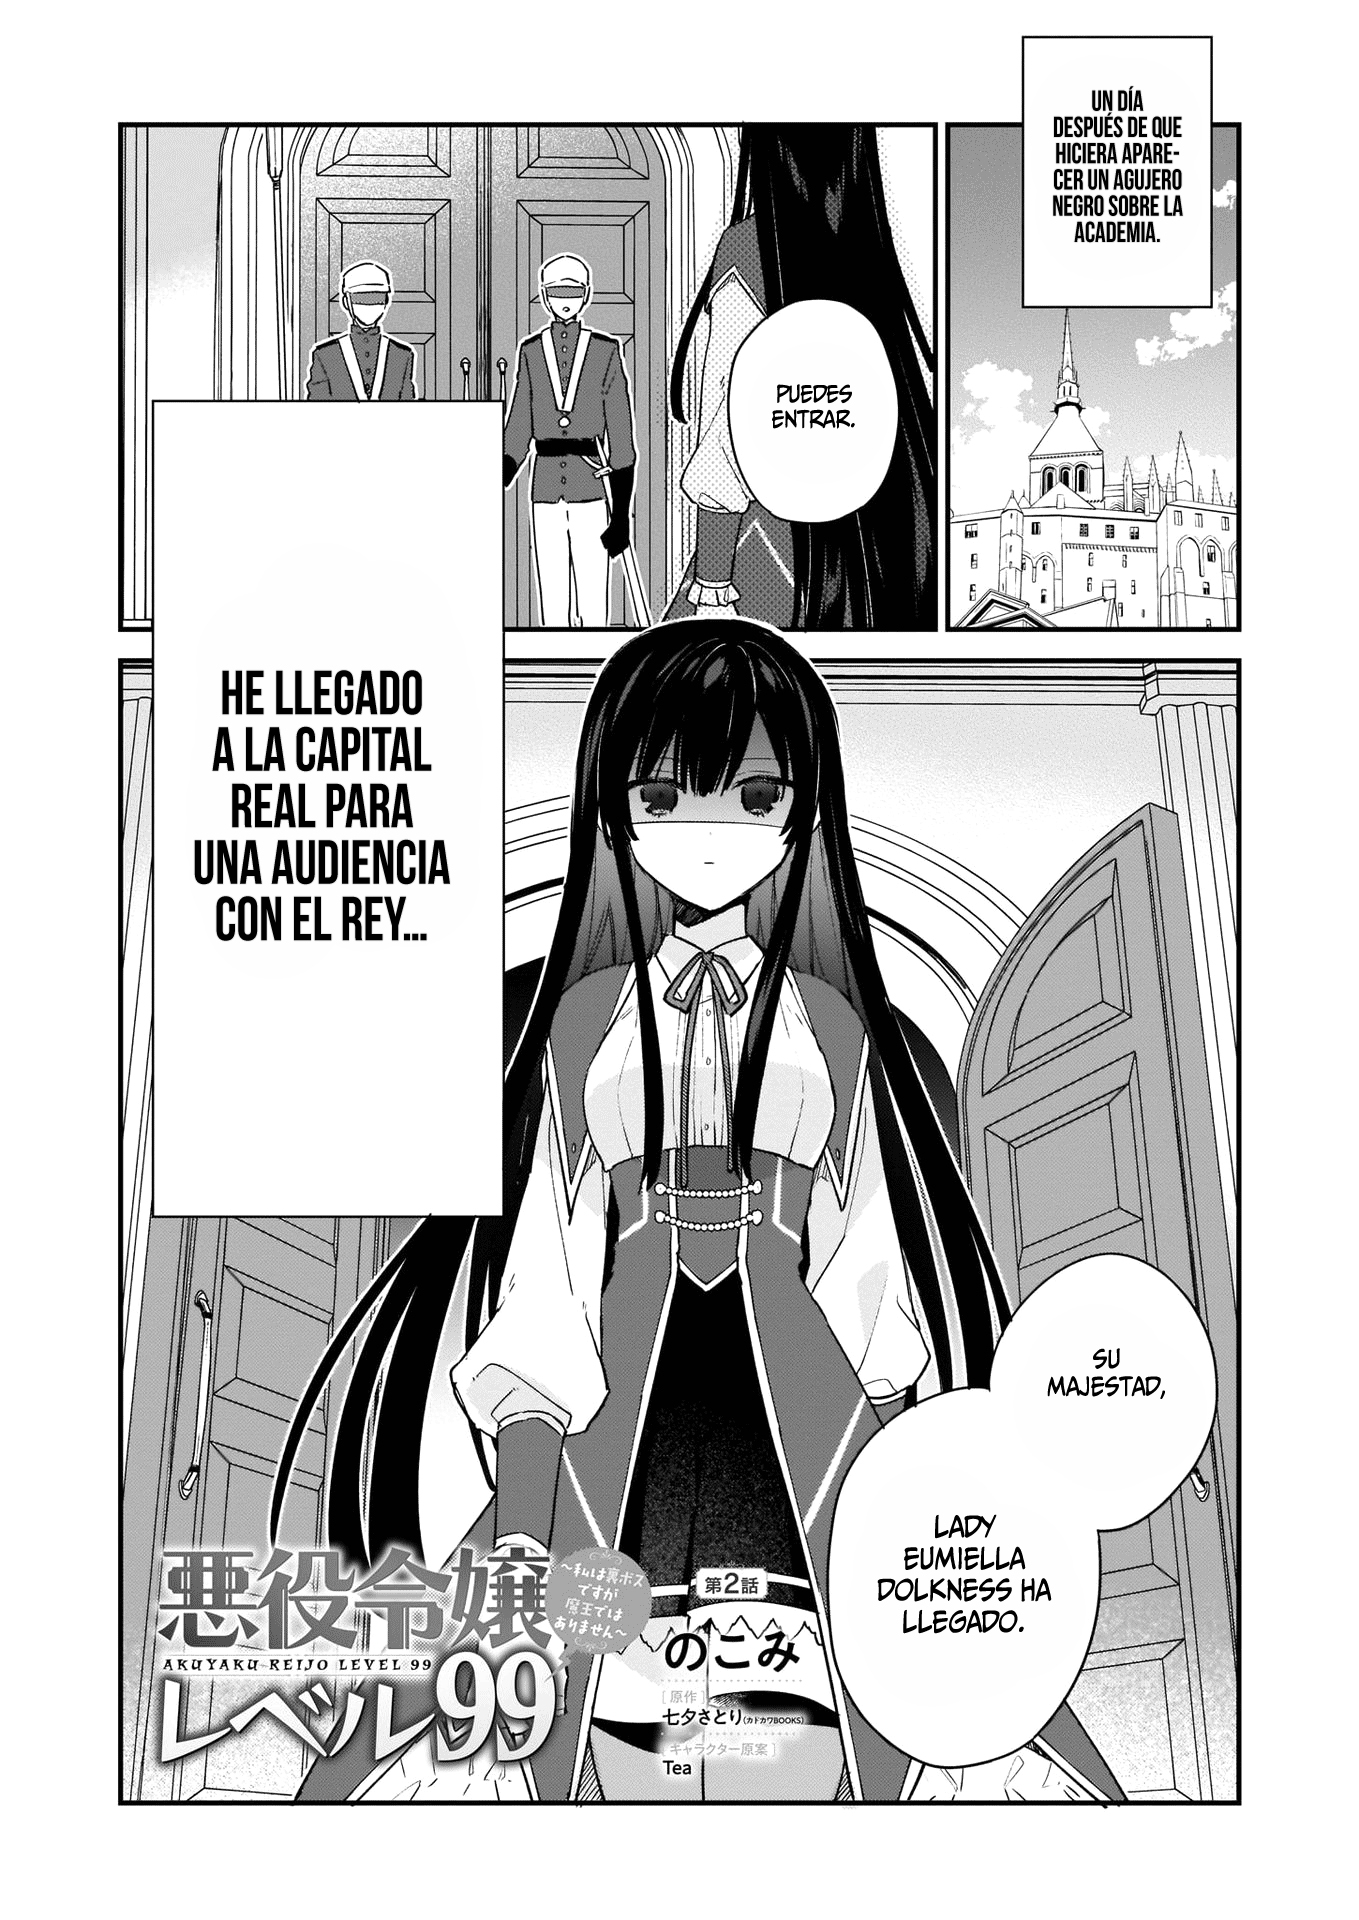 UN DÍA
DESPUÉS DE QUE
HICIERA APARE-
CER UN AGUJERO
NEGRO SOBRE LA
ACADEMIA.
PUEDES
ENTRAR.
HE LLEGADO
A LA CAPITAL
REAL PARA
UNA AUDIENCIA
CON EL REY...
SU
MAJESTAD,
LADY
EUMIELLA
DOLKNESS HA
LLEGADO.
悪役令嬢
AKUYAKU REIJO LEVEL 99
レベル99
～私は裏ボス
ですが
魔王では
ありません～
第2話
のこみ
[原作]
七夕さとり(カドカワBOOKS)
[キャラクター原案]
Tea